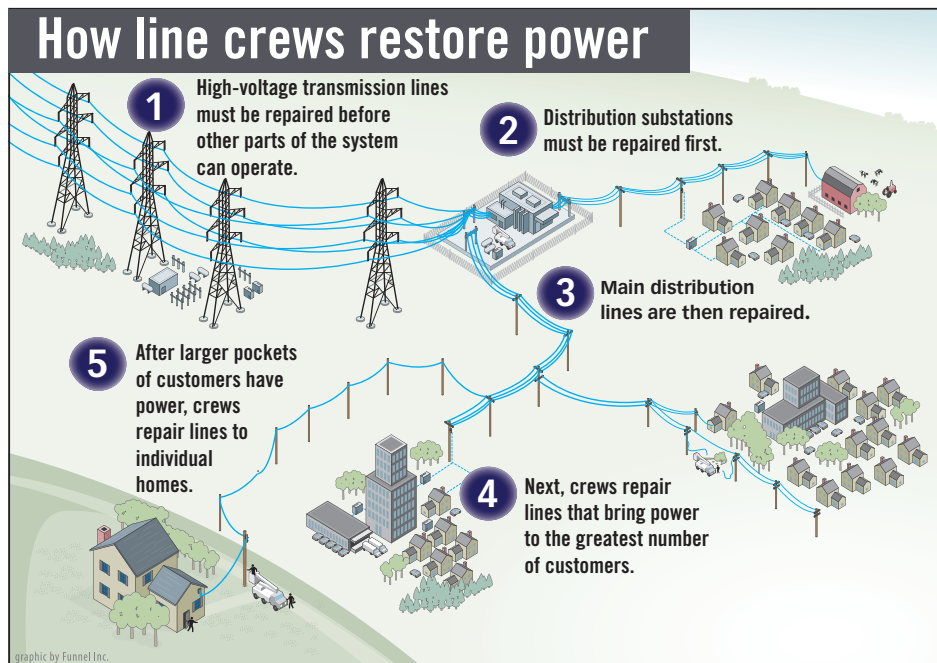 How line crews restore power
1
High-voltage transmission lines
must be repaired before
other parts of the system
can operate.
2
Distribution substations
must be repaired first.
3
Main distribution
lines are then repaired.
4
Next, crews repair
lines that bring power
to the greatest number
of customers.
5
After larger pockets
of customers have
power, crews
repair lines to
individual
homes.
graphic by Funnel Inc.